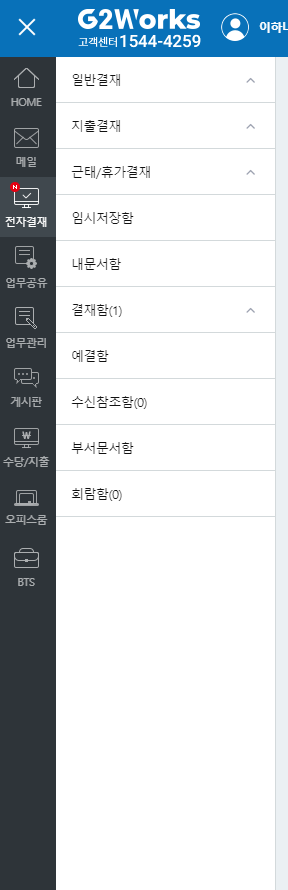 G2Works
고객센터 1544-4259
이하나
HOME
메일
N
전자결재
업무공유
업무관리
게시판
₩
수당/지출
오피스룸
BTS
일반결재
지출결재
근태/휴가결재
임시저장함
내문서함
결재함(1)
예결함
수신참조함(0)
부서문서함
회람함(0)